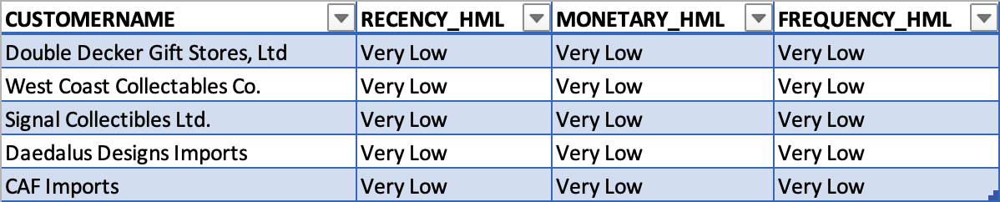 CUSTOMERNAME RECENCY_HML MONETARY_HML FREQUENCY_HML
Double Decker Gift Stores, Ltd Very Low Very Low Very Low
West Coast Collectables Co. Very Low Very Low Very Low
Signal Collectibles Ltd. Very Low Very Low Very Low
Daedalus Designs Imports Very Low Very Low Very Low
CAF Imports Very Low Very Low Very Low